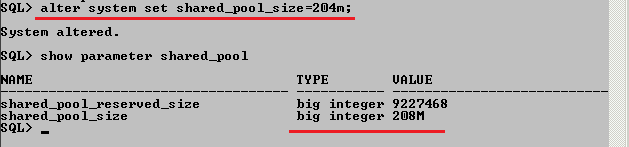 SQL> alter system set shared_pool_size=204m;
System altered.
SQL> show parameter shared_pool
NAME                                 TYPE        VALUE
------------------------------------ ----------- ------------------------------
shared_pool_reserved_size            big integer 9227468
shared_pool_size                     big integer 208M
SQL>